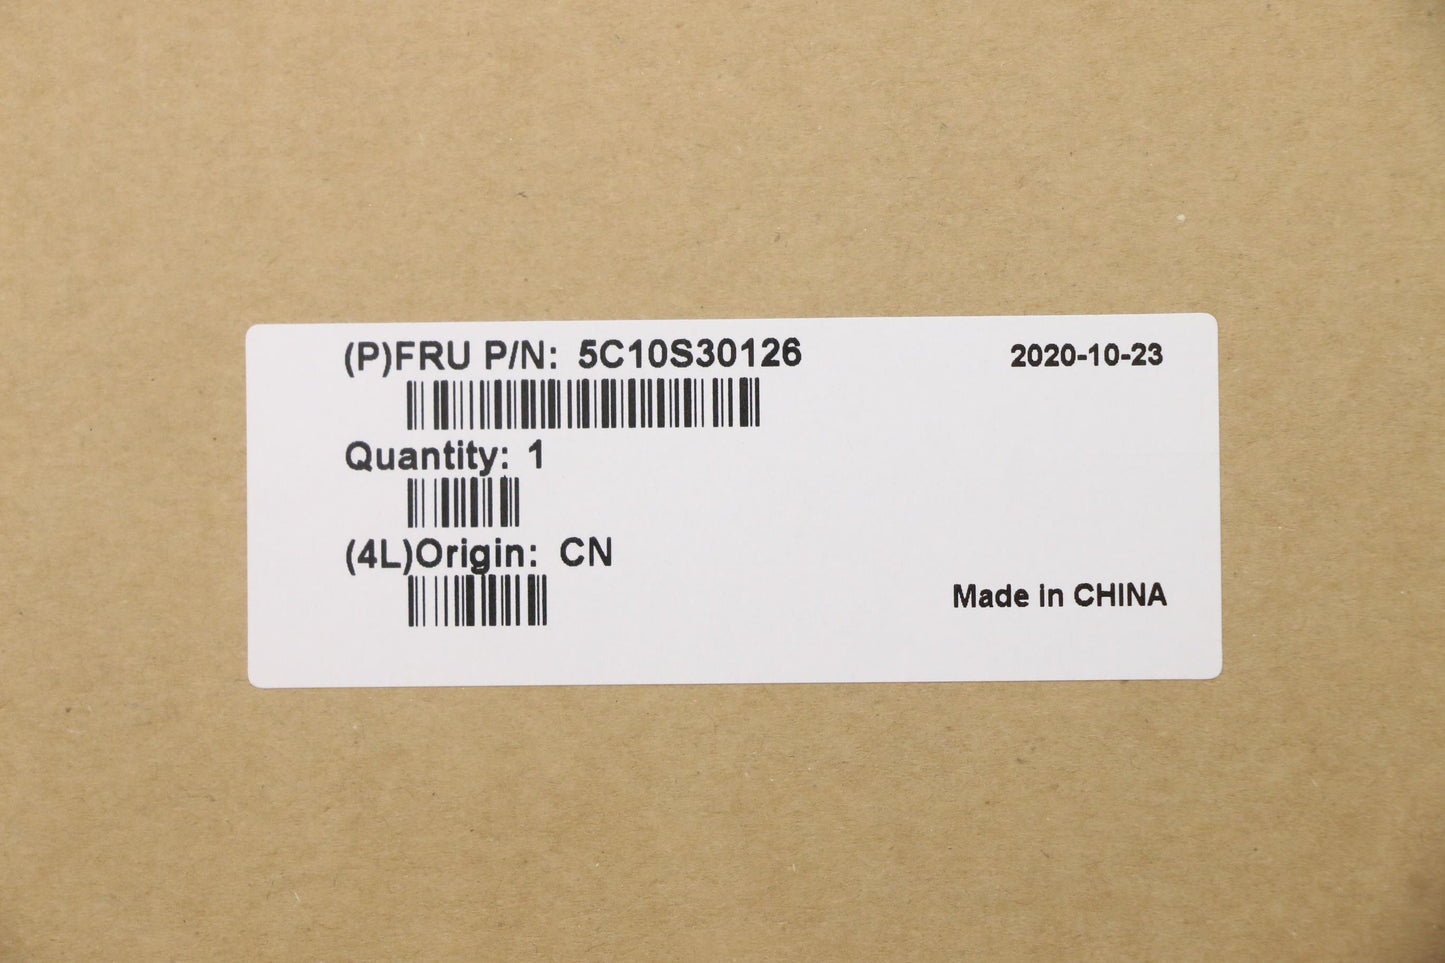 (P)FRU P/N: 5C10S30126
2020-10-23
Quantity: 1
(4L)Origin: CN
Made in CHINA